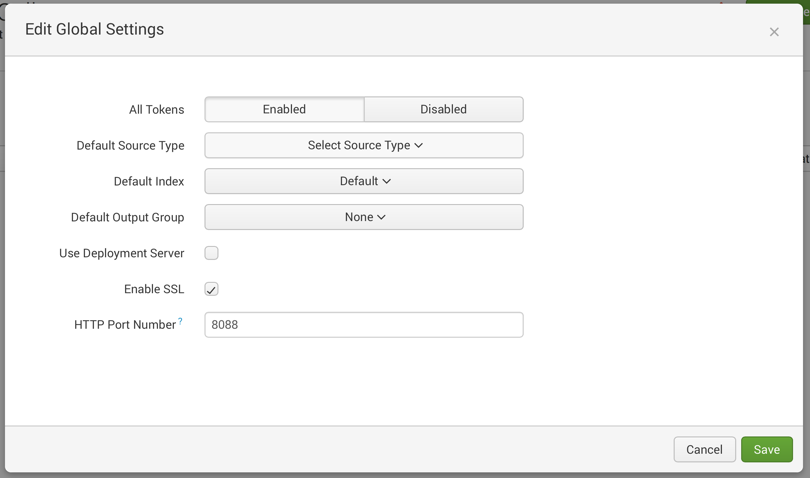 Edit Global Settings ×
All Tokens Enabled Disabled
Default Source Type Select Source Type
Default Index Default
Default Output Group None
Use Deployment Server
Enable SSL
HTTP Port Number ? 8088
Cancel Save